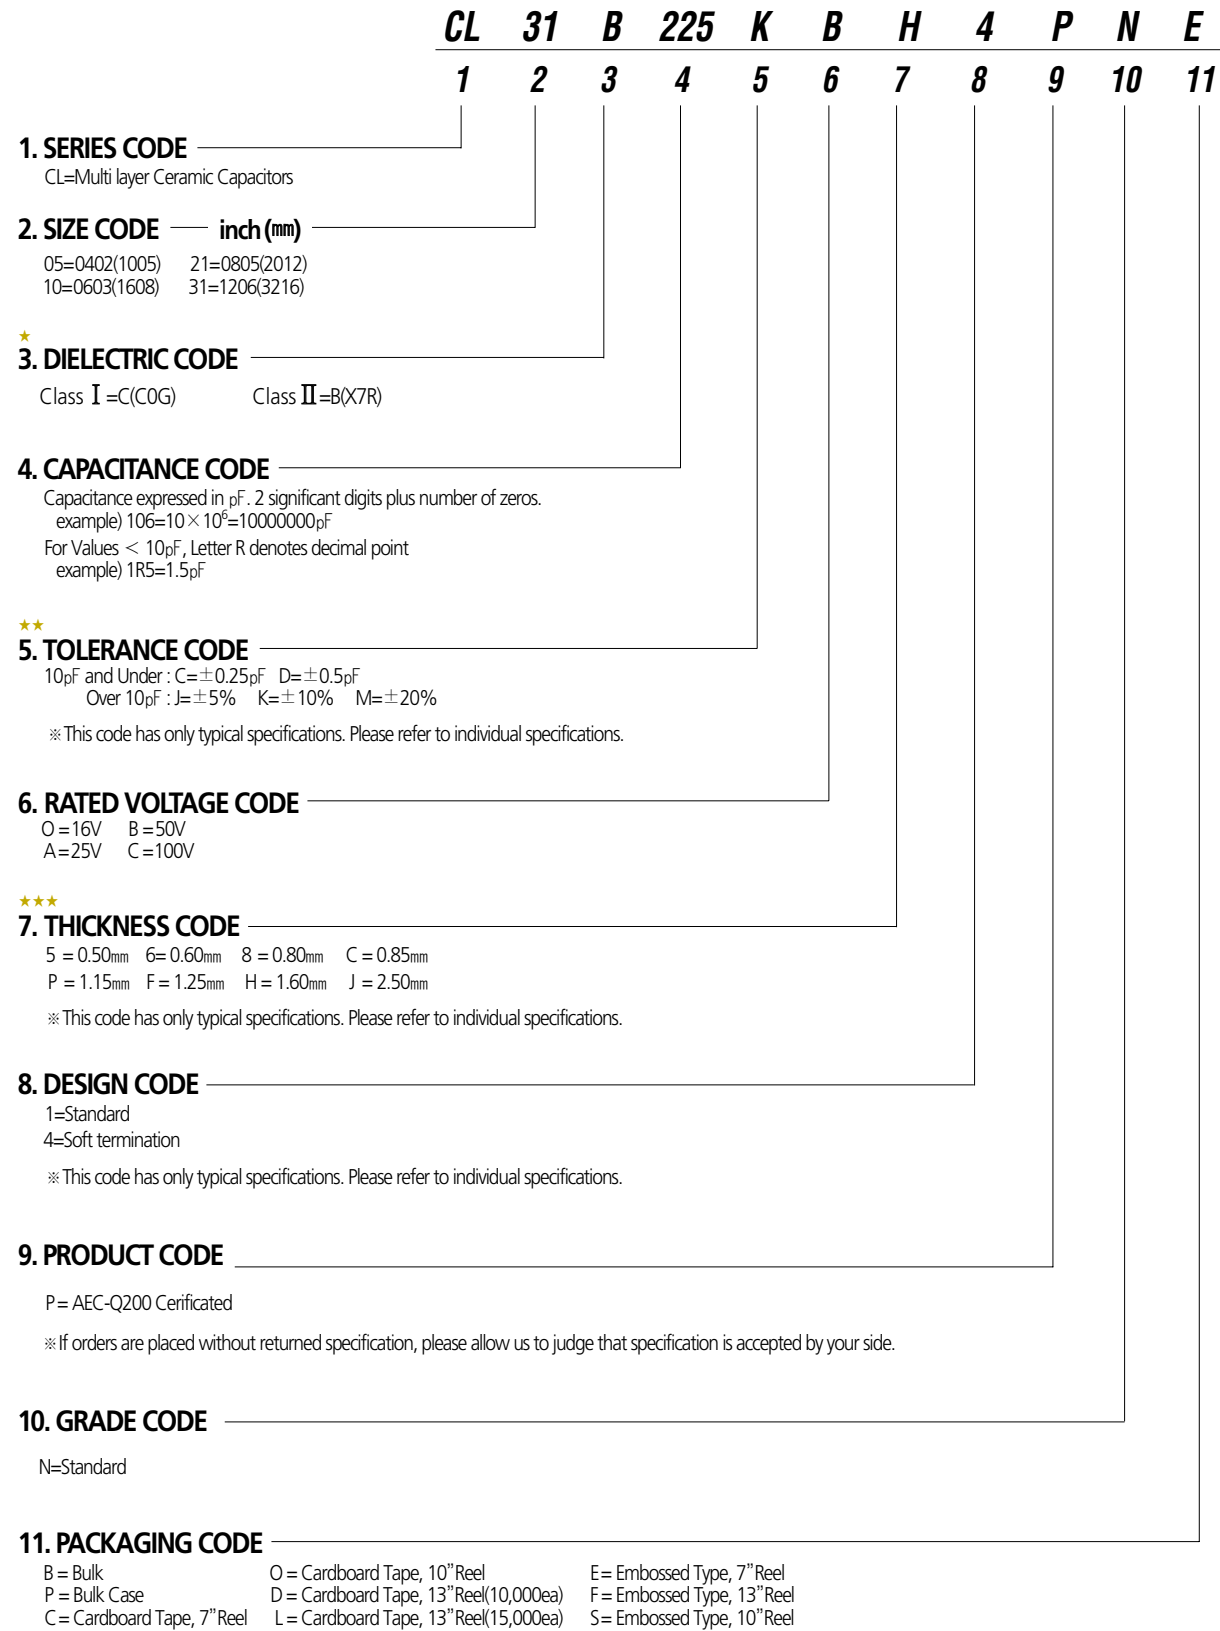 CL 31 B 225 K B H 4 P N E
1 2 3 4 5 6 7 8 9 10 11
1. SERIES CODE
CL=Multi layer Ceramic Capacitors
2. SIZE CODE inch(㎜)
05=0402(1005) 21=0805(2012)
10=0603(1608) 31=1206(3216)
★
3. DIELECTRIC CODE
Class Ⅰ=C(C0G) Class Ⅱ=B(X7R)
4. CAPACITANCE CODE
Capacitance expressed in pF. 2 significant digits plus number of zeros.
example) 106=10×10⁶=10000000pF
For Values < 10pF, Letter R denotes decimal point
example) 1R5=1.5pF
★★
5. TOLERANCE CODE
10pF and Under : C=±0.25pF D=±0.5pF
Over 10pF : J=±5% K=±10% M=±20%
※This code has only typical specifications. Please refer to individual specifications.
6. RATED VOLTAGE CODE
O=16V B=50V
A=25V C=100V
★★★
7. THICKNESS CODE
5 = 0.50㎜ 6= 0.60㎜ 8 = 0.80㎜ C = 0.85㎜
P = 1.15㎜ F = 1.25㎜ H = 1.60㎜ J = 2.50㎜
※This code has only typical specifications. Please refer to individual specifications.
8. DESIGN CODE
1=Standard
4=Soft termination
※This code has only typical specifications. Please refer to individual specifications.
9. PRODUCT CODE
P= AEC-Q200 Cerificated
※If orders are placed without returned specification, please allow us to judge that specification is accepted by your side.
10. GRADE CODE
N=Standard
11. PACKAGING CODE
B = Bulk O = Cardboard Tape, 10”Reel E= Embossed Type, 7”Reel
P = Bulk Case D = Cardboard Tape, 13”Reel(10,000ea) F= Embossed Type, 13”Reel
C= Cardboard Tape, 7”Reel L = Cardboard Tape, 13”Reel(15,000ea) S= Embossed Type, 10”Reel